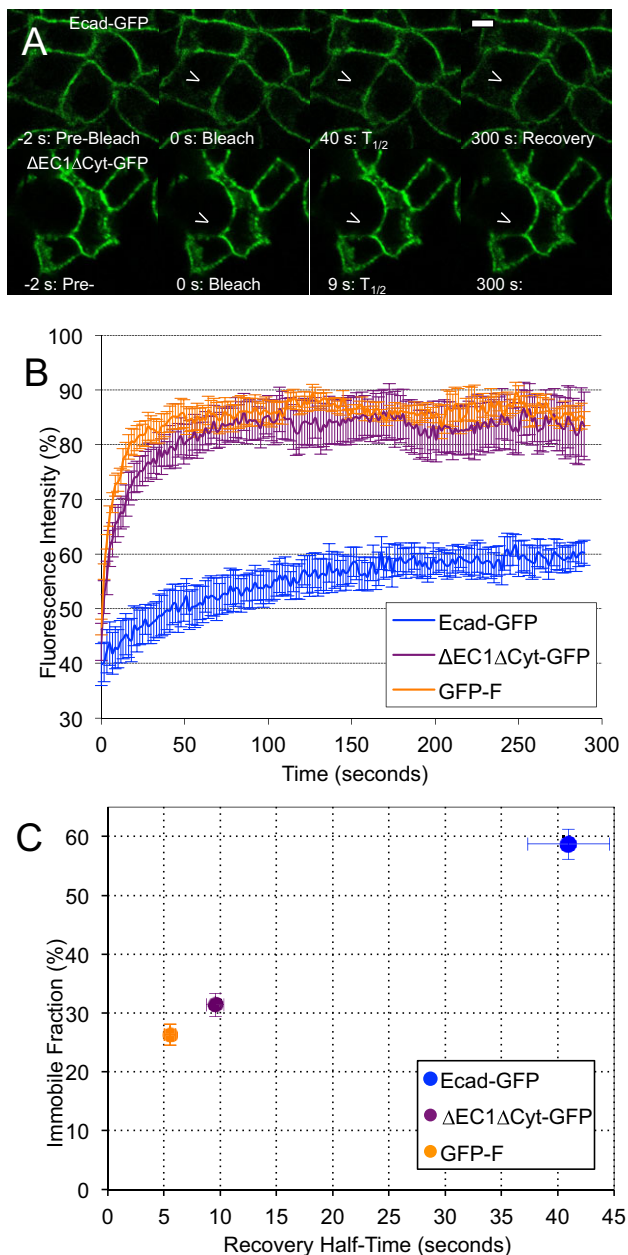 A
Ecad-GFP
-2 s: Pre-Bleach
0 s: Bleach
40 s: T1/2
300 s: Recovery
ΔEC1ΔCyt-GFP
-2 s: Pre-
0 s: Bleach
9 s: T1/2
300 s:
B
100
90
80
70
60
50
40
30
Fluorescence Intensity (%)
Ecad-GFP
ΔEC1ΔCyt-GFP
GFP-F
0 50 100 150 200 250 300
Time (seconds)
C
60
50
40
30
20
10
0
Immobile Fraction (%)
Ecad-GFP
ΔEC1ΔCyt-GFP
GFP-F
0 5 10 15 20 25 30 35 40 45
Recovery Half-Time (seconds)